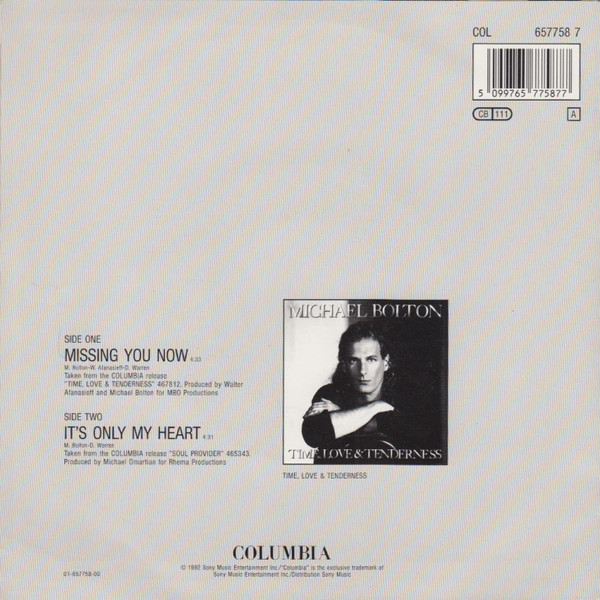 COL 657758 7
5 099765 775877
CB 111
A
SIDE ONE
MISSING YOU NOW 4:33
M. Bolton-W. Afanasieff-D. Warren
Taken from the COLUMBIA release
"TIME, LOVE & TENDERNESS" 467812. Produced by Walter
Afanasieff and Michael Bolton for MBO Productions
SIDE TWO
IT'S ONLY MY HEART 4:31
M. Bolton-D. Warren
Taken from the COLUMBIA release "SOUL PROVIDER" 465343.
Produced by Michael Omartian for Rhema Productions
MICHAEL BOLTON
TIME, LOVE & TENDERNESS
TIME, LOVE & TENDERNESS
COLUMBIA
© 1992 Sony Music Entertainment Inc./"Columbia" is the exclusive trademark of
Sony Music Entertainment Inc./Distribution Sony Music
01-657758-00